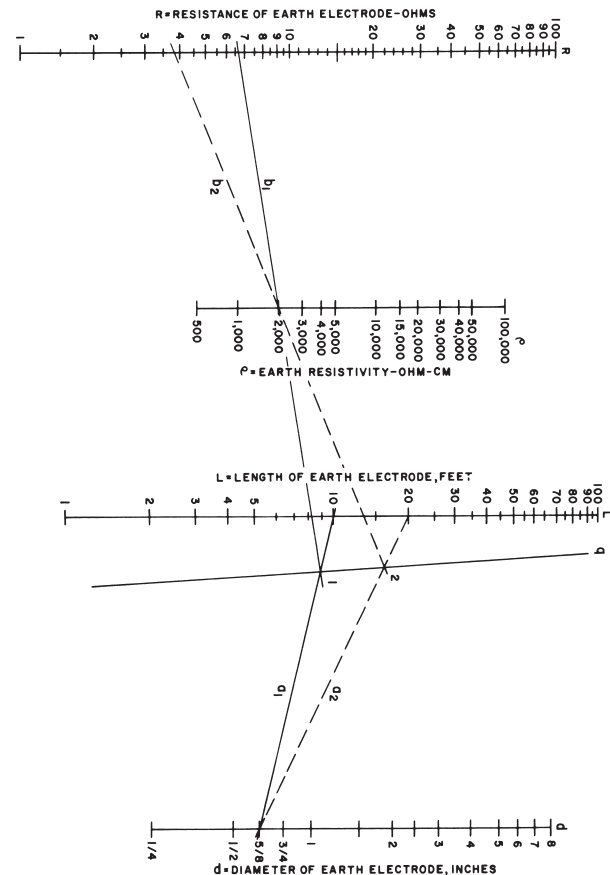 R=RESISTANCE OF EARTH ELECTRODE-OHMS
1 2 3 4 5 6 7 8 9 10 20 30 40 50 60 70 80 90 100 R
b₂ b₁
500 1,000 2,000 3,000 4,000 5,000 10,000 15,000 20,000 30,000 40,000 50,000 100,000 ρ
ρ=EARTH RESISTIVITY-OHM-CM
L=LENGTH OF EARTH ELECTRODE, FEET
1 2 3 4 5 10 20 30 40 50 60 70 80 90 100 L
q
1 2
a₁ a₂
1/4 1/2 5/8 3/4 1 2 3 4 5 6 7 8 d
d=DIAMETER OF EARTH ELECTRODE, INCHES